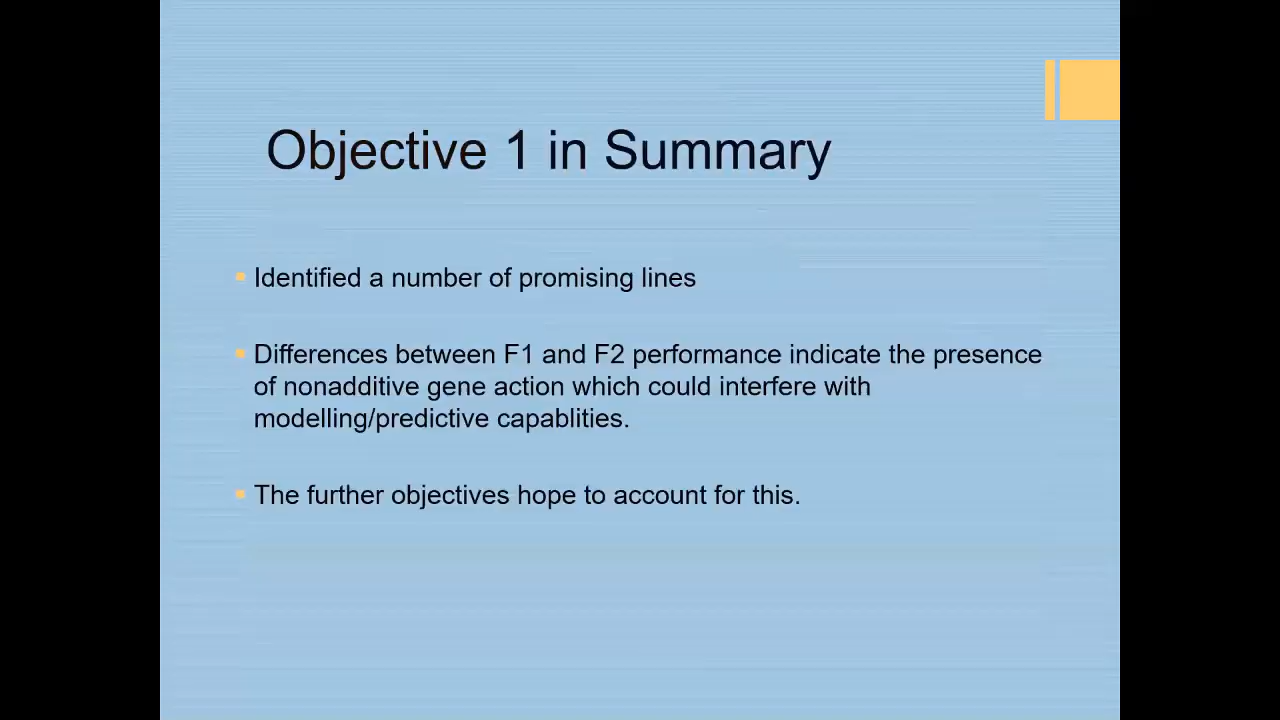 Objective 1 in Summary
Identified a number of promising lines
Differences between F1 and F2 performance indicate the presence
of nonadditive gene action which could interfere with
modelling/predictive capablities.
The further objectives hope to account for this.